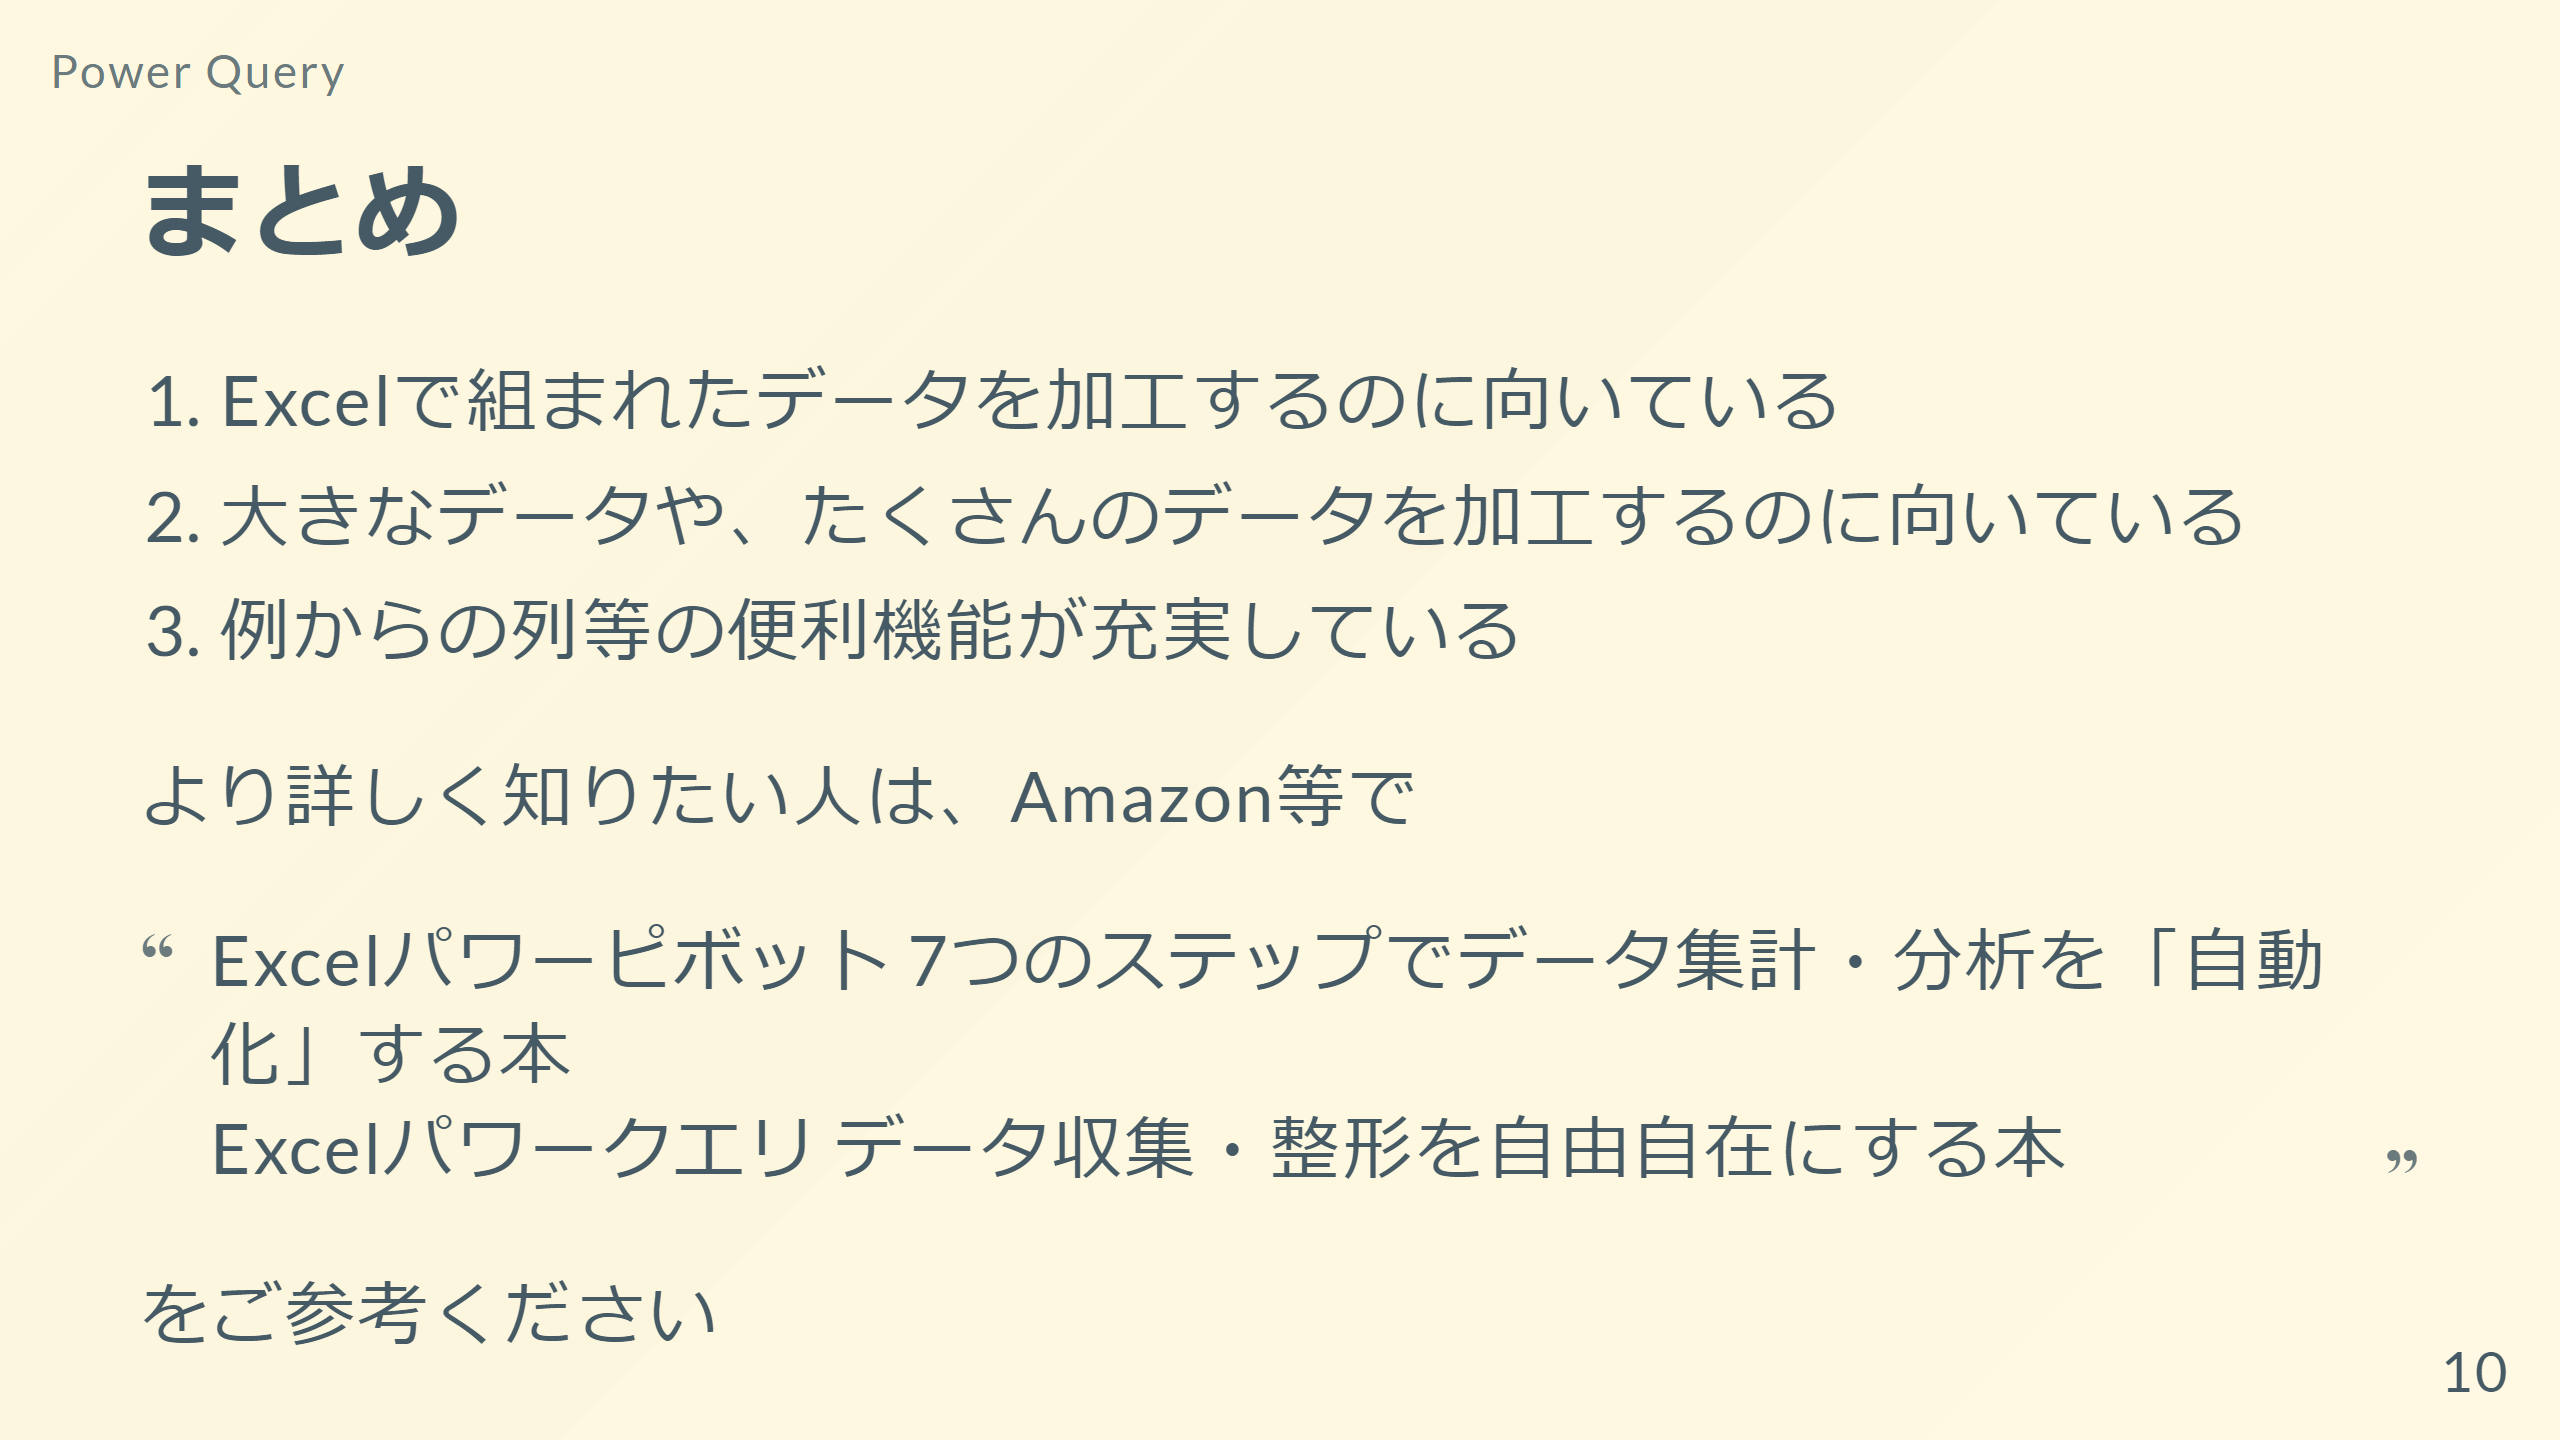 Power Query
まとめ
1. Excelで組まれたデータを加工するのに向いている
2. 大きなデータや、たくさんのデータを加工するのに向いている
3. 例からの列等の便利機能が充実している
より詳しく知りたい人は、Amazon等で
“ Excelパワーピボット 7つのステップでデータ集計・分析を「自動
化」する本
Excelパワークエリ データ収集・整形を自由自在にする本 ”
をご参考ください
10